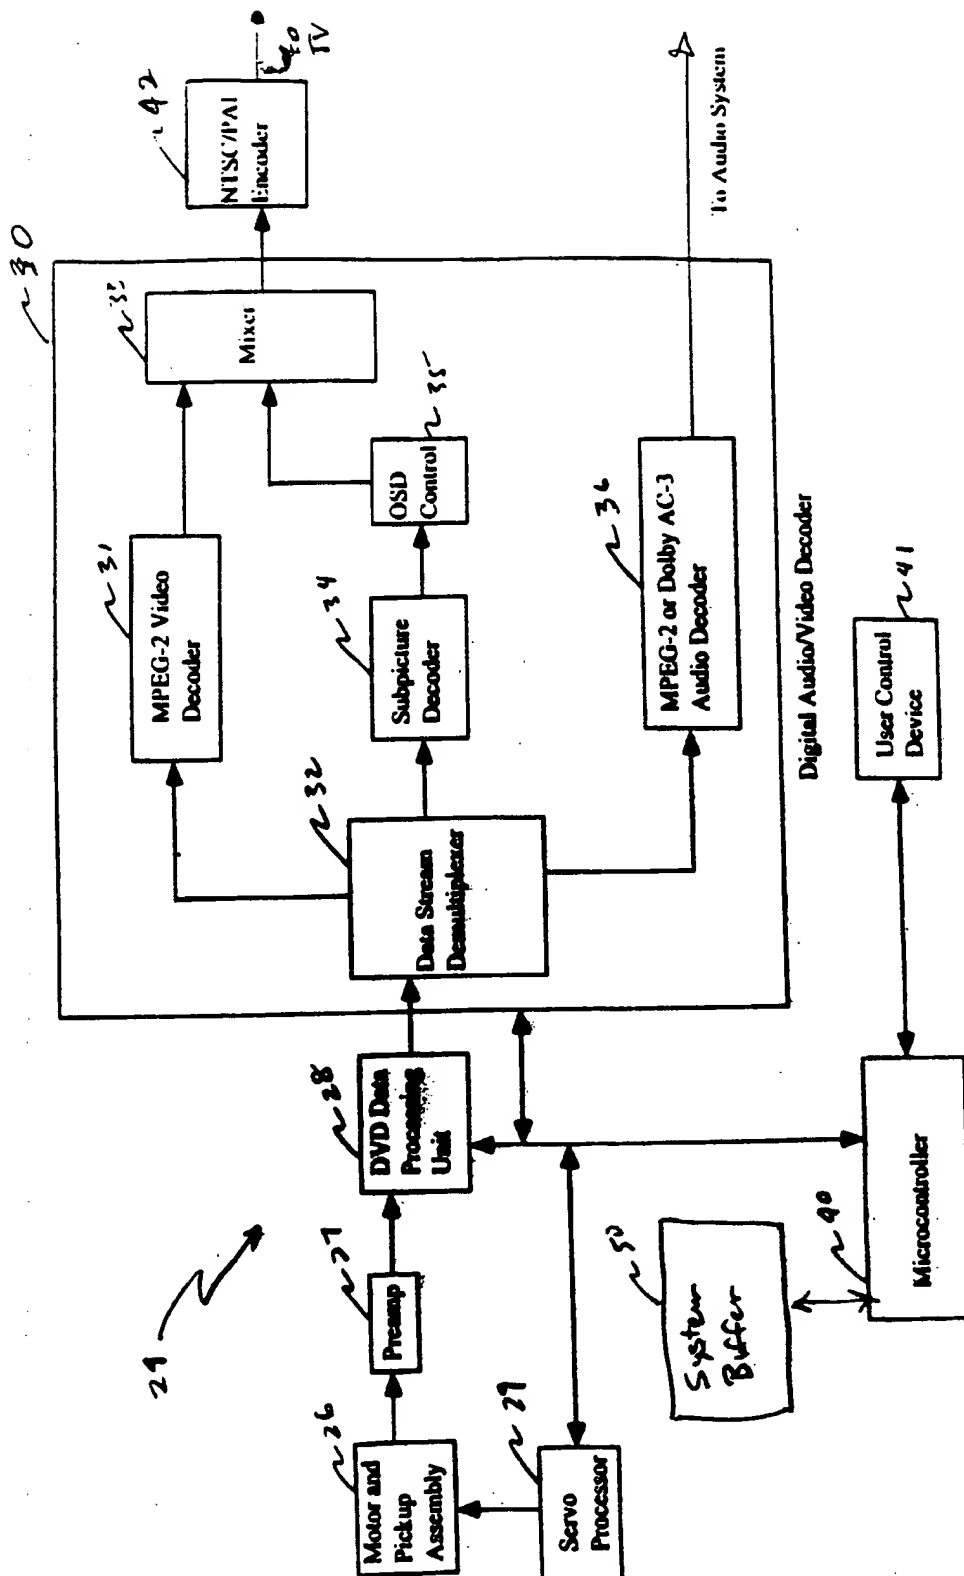 30
42
NTSC/PAL
Encoder
TV
33
Mixer
31
MPEG-2 Video
Decoder
34
Subpicture
Decoder
35
OSD
Control
32
Data Stream
Demultiplexer
36
MPEG-2 or Dolby AC-3
Audio Decoder
To Audio System
Digital Audio/Video Decoder
29
26
Motor and
Pickup
Assembly
27
Preamp
28
DVD Data
Processing
Unit
29
Servo
Processor
50
System
Buffer
40
Microcontroller
41
User Control
Device